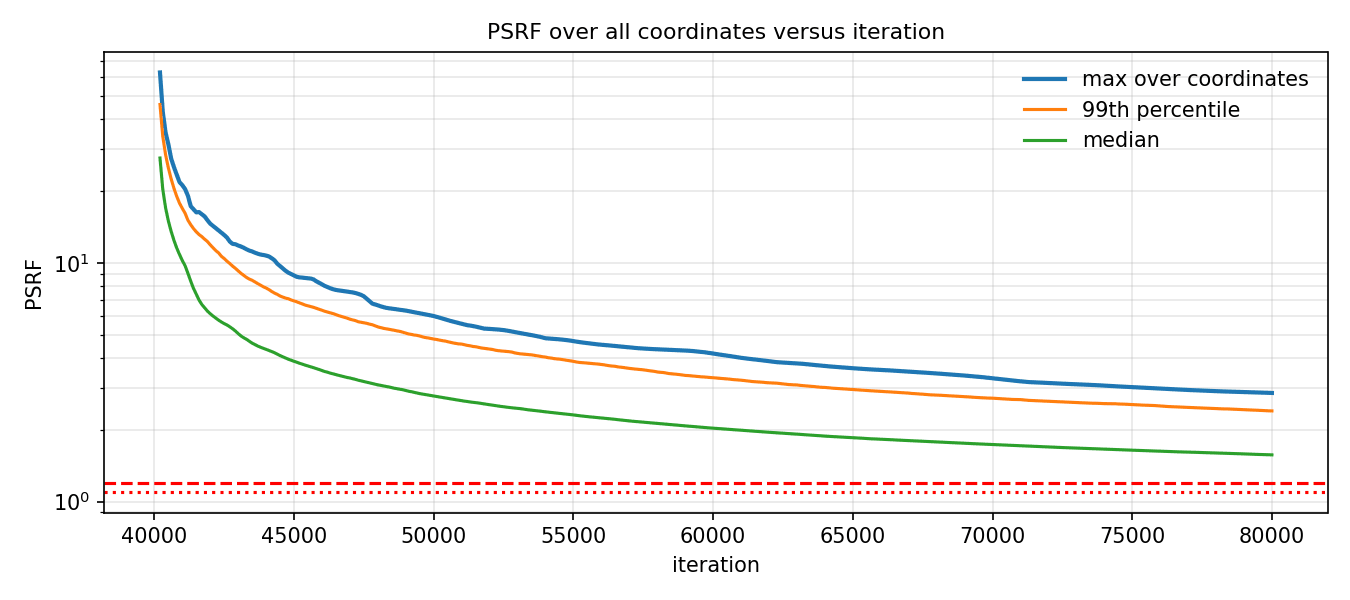 PSRF over all coordinates versus iteration
max over coordinates
99th percentile
median
PSRF
10¹
10⁰
40000 45000 50000 55000 60000 65000 70000 75000 80000
iteration